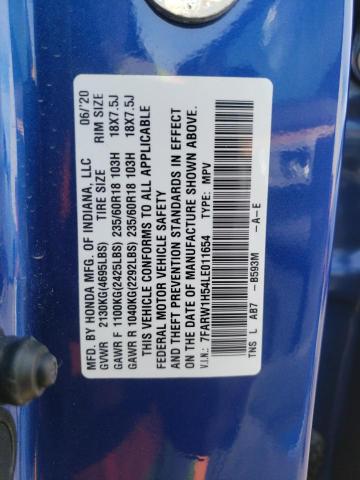 MFD. BY HONDA MFG. OF INDIANA, LLC 06/'20
GVWR 2130KG(4695LBS) TIRE SIZE RIM SIZE
GAWR F 1100KG(2425LBS) 235/60R18 103H 18X7.5J
GAWR R 1040KG(2292LBS) 235/60R18 103H 18X7.5J
THIS VEHICLE CONFORMS TO ALL APPLICABLE
FEDERAL MOTOR VEHICLE SAFETY
AND THEFT PREVENTION STANDARDS IN EFFECT
ON THE DATE OF MANUFACTURE SHOWN ABOVE.
V.I.N.: 7FARW1H54LE011654 TYPE: MPV
TNS L AB7 -B593M -A-E